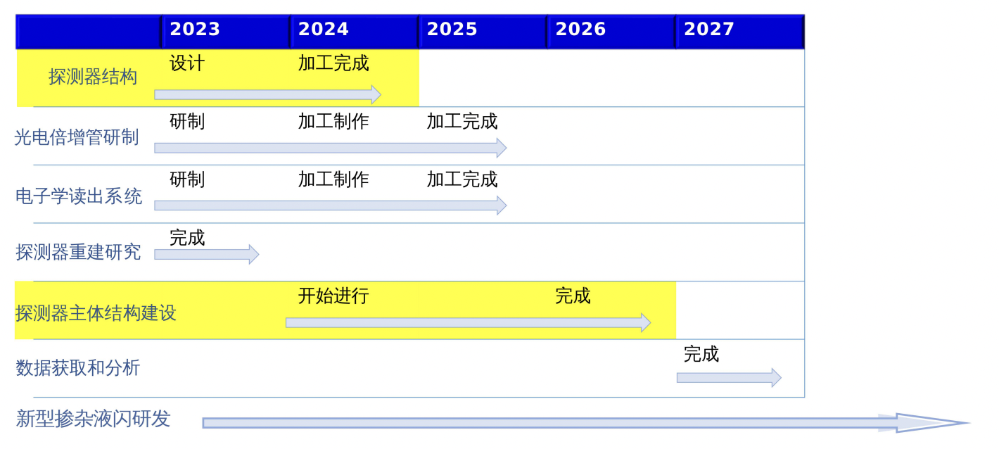 2023 2024 2025 2026 2027
探测器结构 设计 加工完成
光电倍增管研制 研制 加工制作 加工完成
电子学读出系统 研制 加工制作 加工完成
探测器重建研究 完成
探测器主体结构建设 开始进行 完成
数据获取和分析 完成
新型掺杂液闪研发